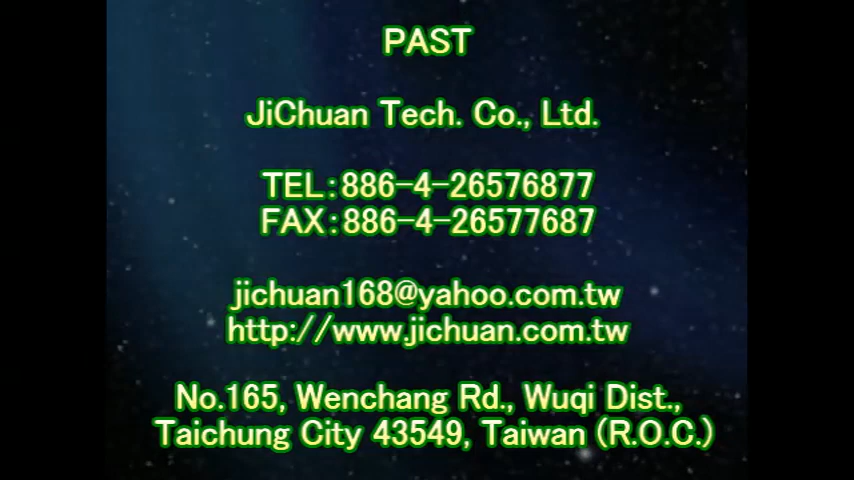 PAST
JiChuan Tech. Co., Ltd.
TEL:886-4-26576877
FAX:886-4-26577687
jichuan168@yahoo.com.tw
http://www.jichuan.com.tw
No.165, Wenchang Rd., Wuqi Dist.,
Taichung City 43549, Taiwan (R.O.C.)